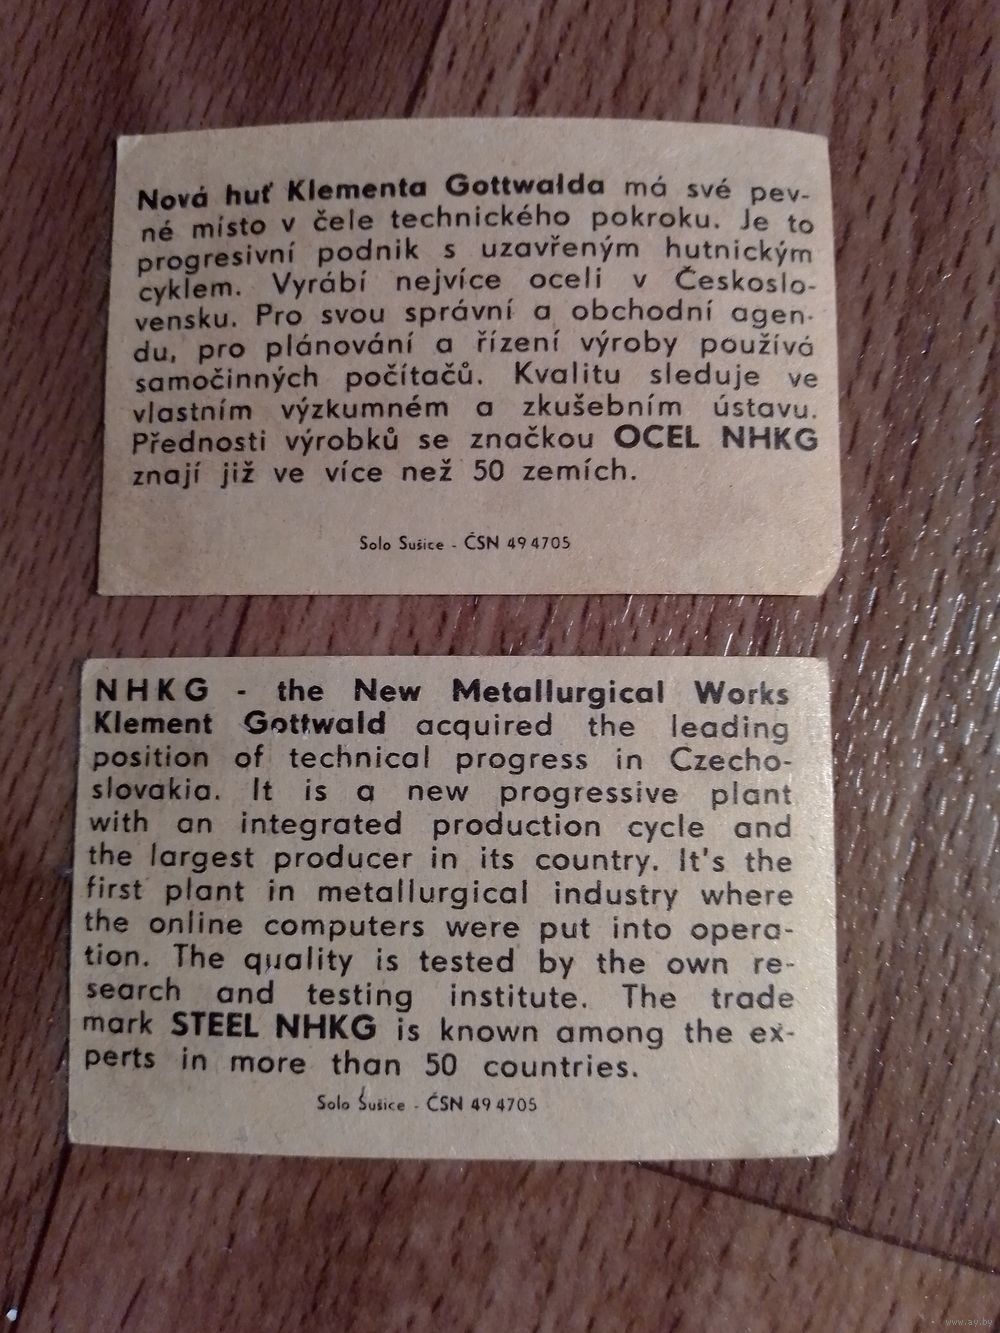 Nová huť Klementa Gottwalda má své pev-
né místo v čele technického pokroku. Je to
progresivní podnik s uzavřeným hutnickým
cyklem. Vyrábí nejvíce oceli v Českoslo-
vensku. Pro svou správní a obchodní agen-
du, pro plánování a řízení výroby používá
samočinných počítačů. Kvalitu sleduje ve
vlastním výzkumném a zkušebním ústavu.
Přednosti výrobků se značkou OCEL NHKG
znají již ve více než 50 zemích.
Solo Sušice - ČSN 49 4705
NHKG - the New Metallurgical Works
Klement Gottwald acquired the leading
position of technical progress in Czecho-
slovakia. It is a new progressive plant
with an integrated production cycle and
the largest producer in its country. It's the
first plant in metallurgical industry where
the online computers were put into opera-
tion. The quality is tested by the own re-
search and testing institute. The trade
mark STEEL NHKG is known among the ex-
perts in more than 50 countries.
Solo Sušice - ČSN 49 4705
www.ay.by